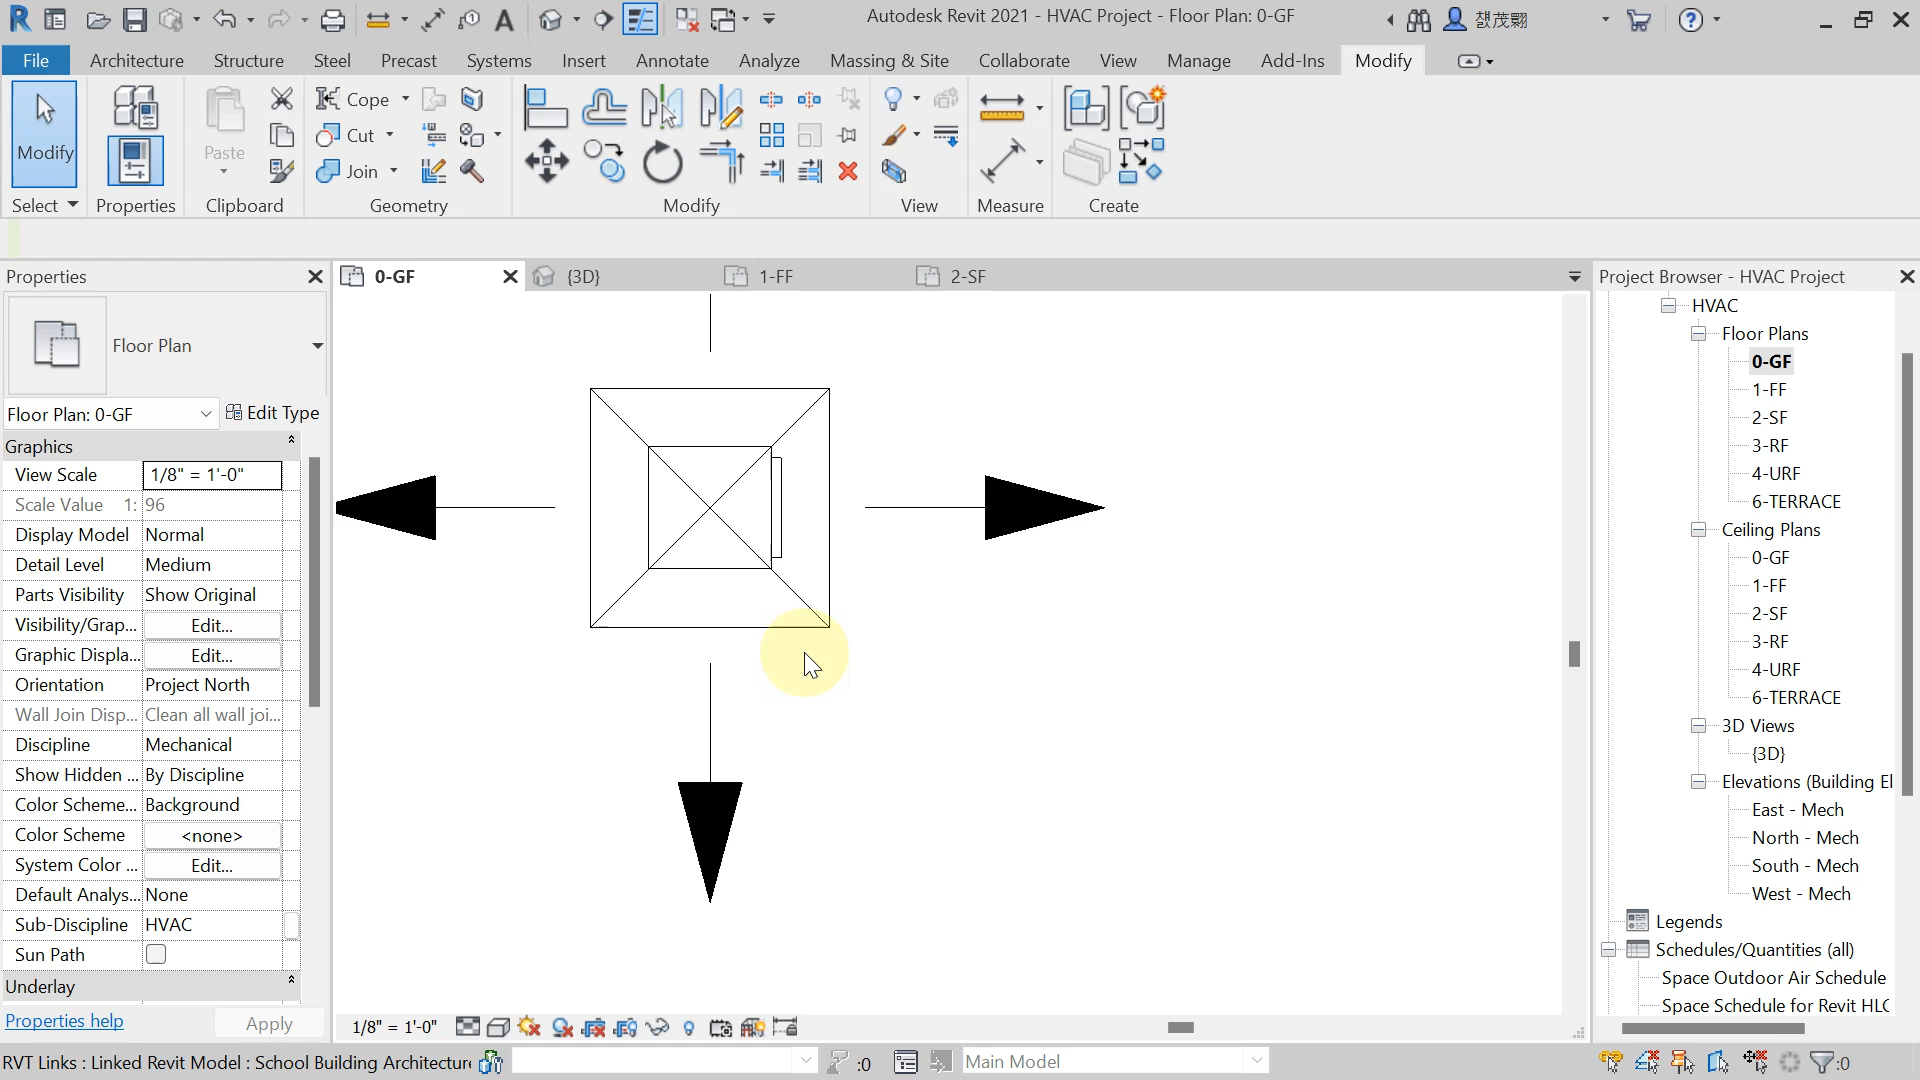 Autodesk Revit 2021 - HVAC Project - Floor Plan: 0-GF
File Architecture Structure Steel Precast Systems Insert Annotate Analyze Massing & Site Collaborate View Manage Add-Ins Modify
Modify
Paste
Cope
Cut
Join
Select Properties Clipboard Geometry Modify View Measure Create
Properties
0-GF {3D} 1-FF 2-SF
Project Browser - HVAC Project
Floor Plan
Floor Plan: 0-GF Edit Type
Graphics
View Scale 1/8" = 1'-0"
Scale Value 1: 96
Display Model Normal
Detail Level Medium
Parts Visibility Show Original
Visibility/Grap... Edit...
Graphic Displa... Edit...
Orientation Project North
Wall Join Disp... Clean all wall joi...
Discipline Mechanical
Show Hidden ... By Discipline
Color Scheme... Background
Color Scheme <none>
System Color ... Edit...
Default Analys... None
Sub-Discipline HVAC
Sun Path
Underlay
Properties help Apply
HVAC
Floor Plans
0-GF
1-FF
2-SF
3-RF
4-URF
6-TERRACE
Ceiling Plans
0-GF
1-FF
2-SF
3-RF
4-URF
6-TERRACE
3D Views
{3D}
Elevations (Building El
East - Mech
North - Mech
South - Mech
West - Mech
Legends
Schedules/Quantities (all)
Space Outdoor Air Schedule
Space Schedule for Revit HLC
1/8" = 1'-0"
RVT Links : Linked Revit Model : School Building Architectur
:0
Main Model
:0